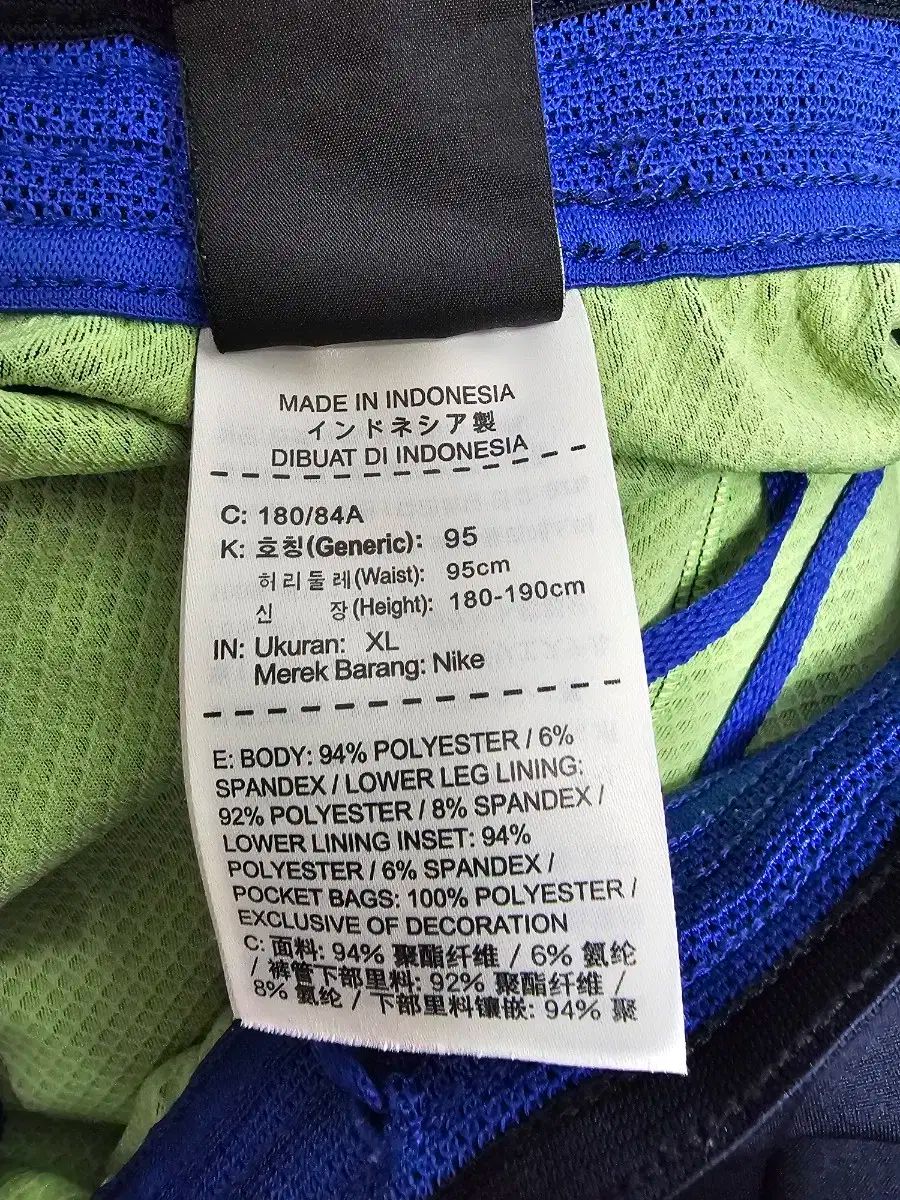 MADE IN INDONESIA
インドネシア製
DIBUAT DI INDONESIA
C: 180/84A
K: 호칭(Generic): 95
허리둘레(Waist): 95cm
신 장(Height): 180-190cm
IN: Ukuran: XL
Merek Barang: Nike
E: BODY: 94% POLYESTER / 6%
SPANDEX / LOWER LEG LINING:
92% POLYESTER / 8% SPANDEX /
LOWER LINING INSET: 94%
POLYESTER / 6% SPANDEX /
POCKET BAGS: 100% POLYESTER /
EXCLUSIVE OF DECORATION
C: 面料: 94% 聚酯纤维 / 6% 氨纶
/ 裤管下部里料: 92% 聚酯纤维 /
8% 氨纶 / 下部里料镶嵌: 94% 聚